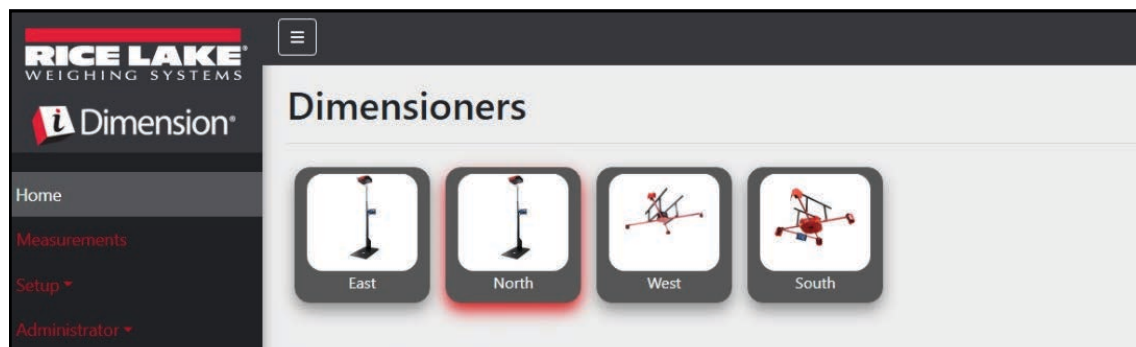 RICE LAKE®
WEIGHING SYSTEMS
i Dimension®
Home
Measurements
Setup
Administrator
Dimensioners
East
North
West
South